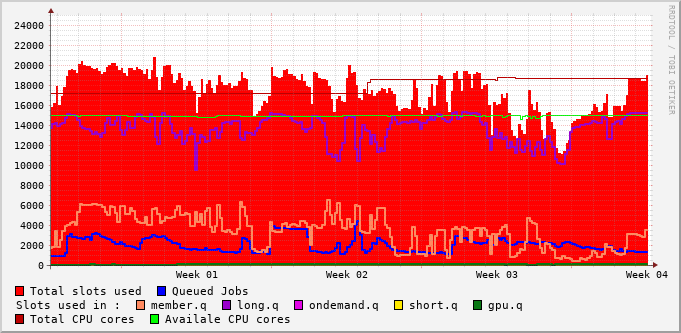 24000
22000
20000
18000
16000
14000
12000
10000
8000
6000
4000
2000
0
Week 01 Week 02 Week 03 Week 04
Total slots used Queued Jobs
Slots used in : member.q long.q ondemand.q short.q gpu.q
Total CPU cores Availale CPU cores
RRDTOOL / TOBI OETIKER